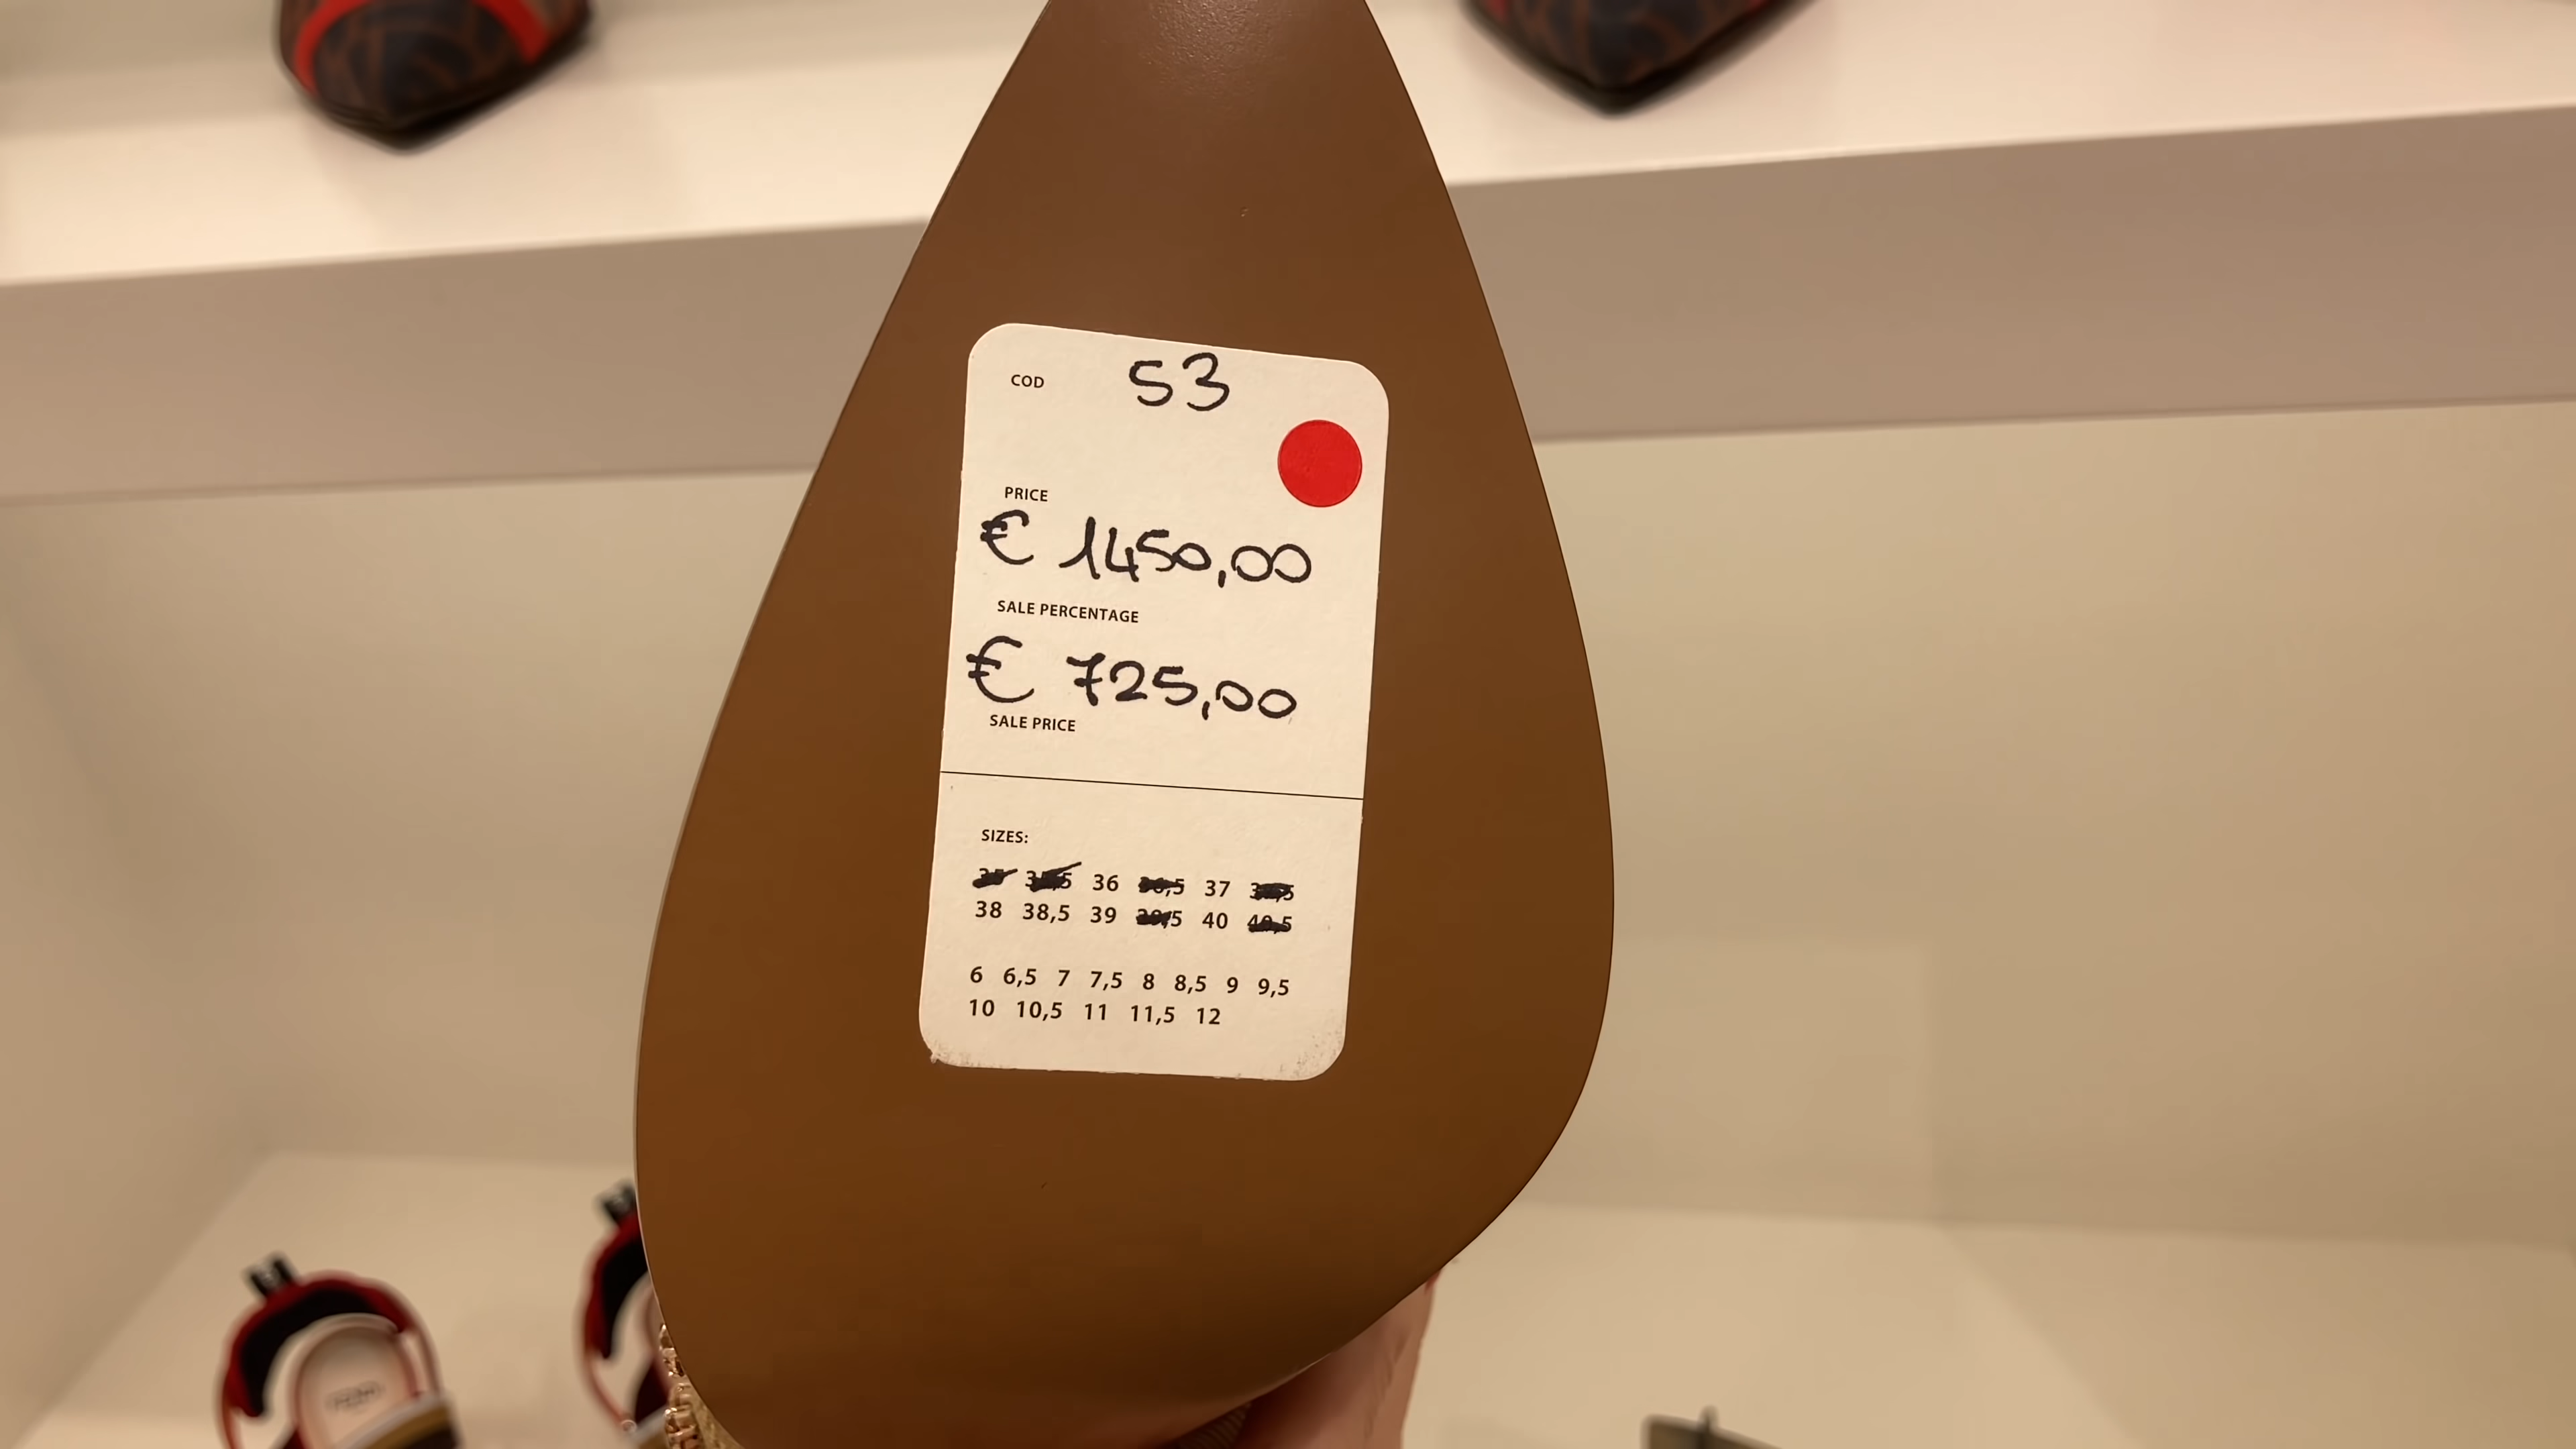 COD 53
PRICE
€ 1450,00
SALE PERCENTAGE
€ 725,00
SALE PRICE
SIZES:
36 37
38 38,5 39 40
6 6,5 7 7,5 8 8,5 9 9,5
10 10,5 11 11,5 12